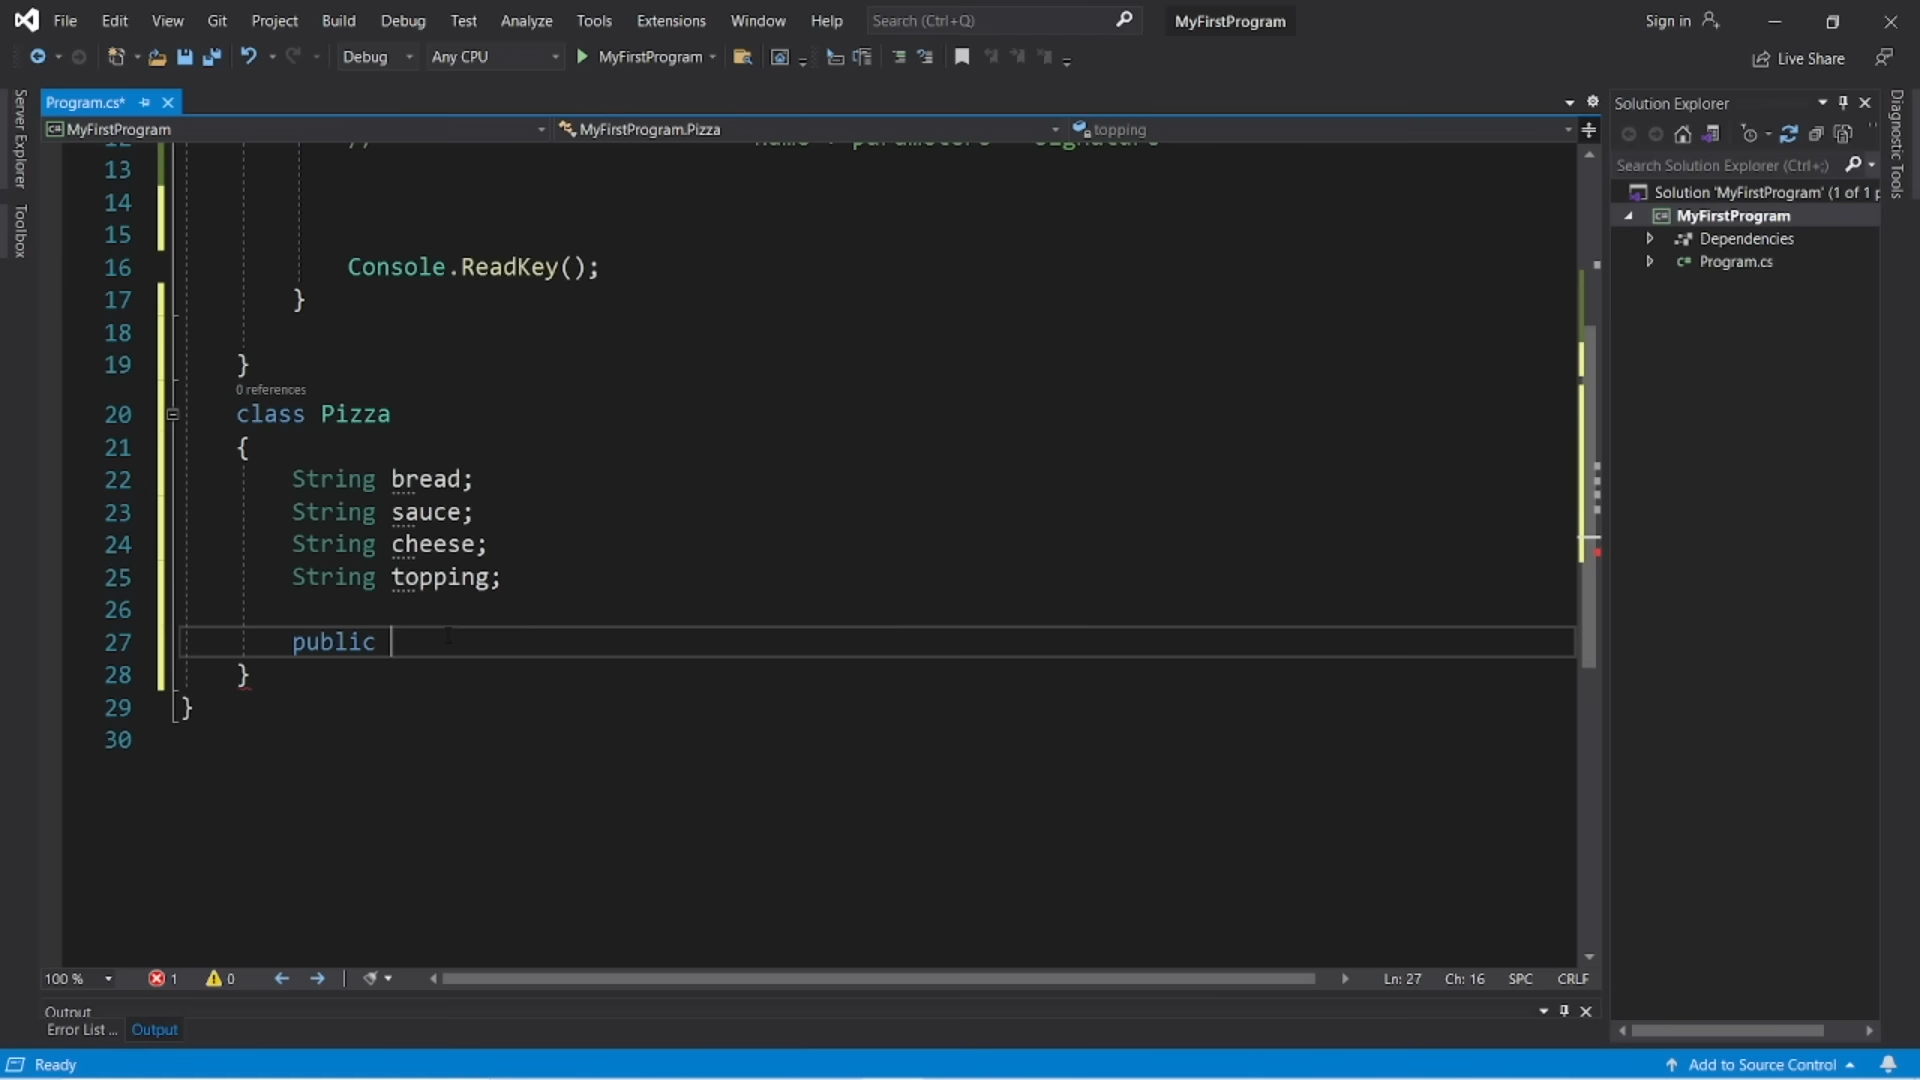 File Edit View Git Project Build Debug Test Analyze Tools Extensions Window Help Search (Ctrl+Q) MyFirstProgram Sign in
Debug Any CPU MyFirstProgram Live Share
Server Explorer
Toolbox
Program.cs*
MyFirstProgram MyFirstProgram.Pizza topping
12 // name + parameters = signature
13
14
15
16 Console.ReadKey();
17 }
18
19 }
0 references
20 class Pizza
21 {
22 String bread;
23 String sauce;
24 String cheese;
25 String topping;
26
27 public
28 }
29 }
30
100 % 1 0 Ln: 27 Ch: 16 SPC CRLF
Output
Error List ... Output
Ready Add to Source Control
Solution Explorer
Search Solution Explorer (Ctrl+;)
Solution 'MyFirstProgram' (1 of 1 p
MyFirstProgram
Dependencies
Program.cs
Diagnostic Tools